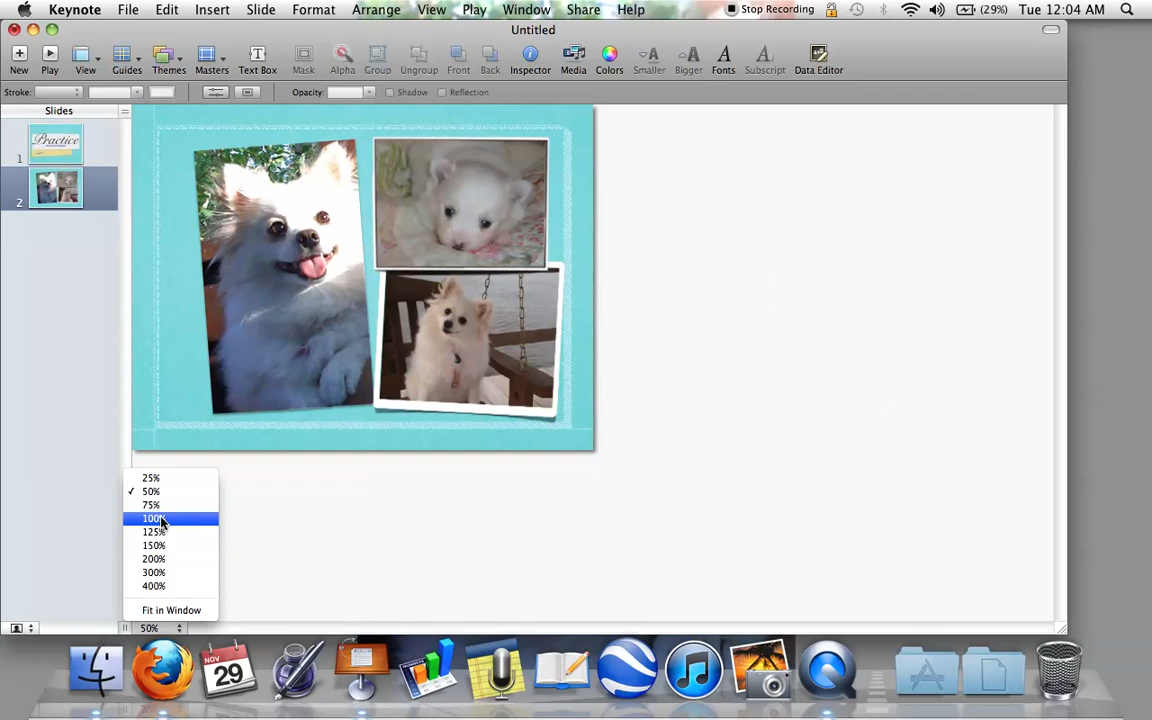 Keynote File Edit Insert Slide Format Arrange View Play Window Share Help Stop Recording (29%) Tue 12:04 AM
Untitled
New Play View Guides Themes Masters Text Box Mask Alpha Group Ungroup Front Back Inspector Media Colors Smaller Bigger Fonts Subscript Data Editor
Stroke: Opacity: Shadow Reflection
Slides
Practice
1
2
25%
50%
75%
100%
125%
150%
200%
300%
400%
Fit in Window
50%
NOV
29